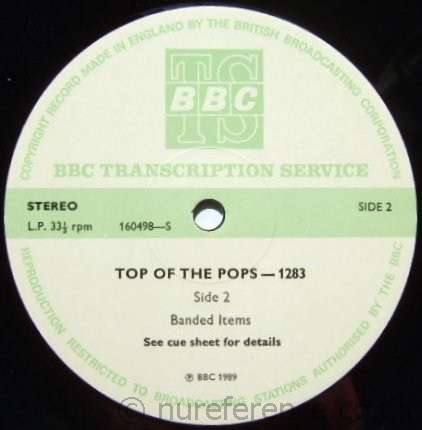 COPYRIGHT RECORD MADE IN ENGLAND BY THE BRITISH BROADCASTING CORPORATION
TS
BBC
BBC TRANSCRIPTION SERVICE
STEREO
SIDE 2
L.P. 33⅓ rpm
160498—S
TOP OF THE POPS — 1283
Side 2
Banded Items
See cue sheet for details
℗ BBC 1989
REPRODUCTION RESTRICTED TO BROADCASTING STATIONS AUTHORISED BY THE BBC
© nureference.co